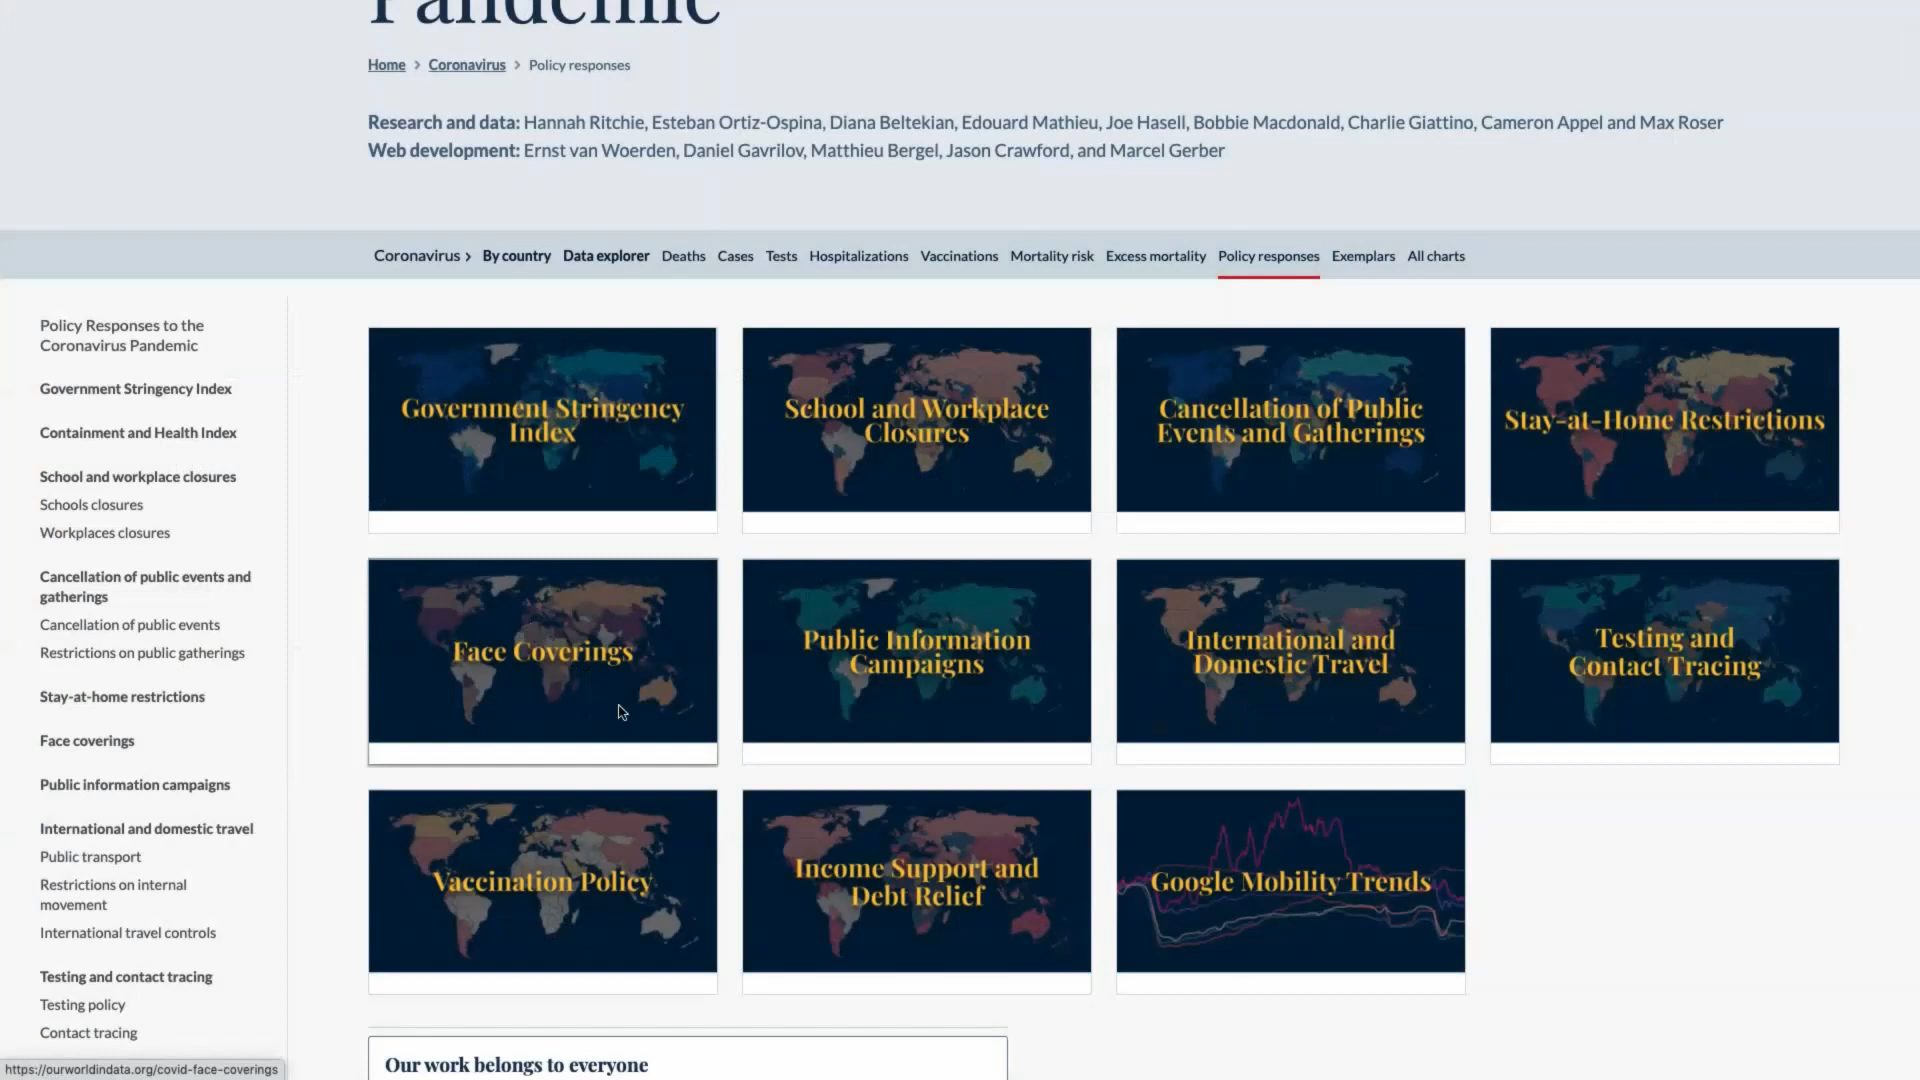 Pandemic
Home > Coronavirus > Policy responses
Research and data: Hannah Ritchie, Esteban Ortiz-Ospina, Diana Beltekian, Edouard Mathieu, Joe Hasell, Bobbie Macdonald, Charlie Giattino, Cameron Appel and Max Roser
Web development: Ernst van Woerden, Daniel Gavrilov, Matthieu Bergel, Jason Crawford, and Marcel Gerber
Coronavirus > By country Data explorer Deaths Cases Tests Hospitalizations Vaccinations Mortality risk Excess mortality Policy responses Exemplars All charts
Policy Responses to the
Coronavirus Pandemic
Government Stringency Index
Containment and Health Index
School and workplace closures
Schools closures
Workplaces closures
Cancellation of public events and
gatherings
Cancellation of public events
Restrictions on public gatherings
Stay-at-home restrictions
Face coverings
Public information campaigns
International and domestic travel
Public transport
Restrictions on internal
movement
International travel controls
Testing and contact tracing
Testing policy
Contact tracing
Government Stringency
Index
School and Workplace
Closures
Cancellation of Public
Events and Gatherings
Stay-at-Home Restrictions
Face Coverings
Public Information
Campaigns
International and
Domestic Travel
Testing and
Contact Tracing
Vaccination Policy
Income Support and
Debt Relief
Google Mobility Trends
Our work belongs to everyone
https://ourworldindata.org/covid-face-coverings